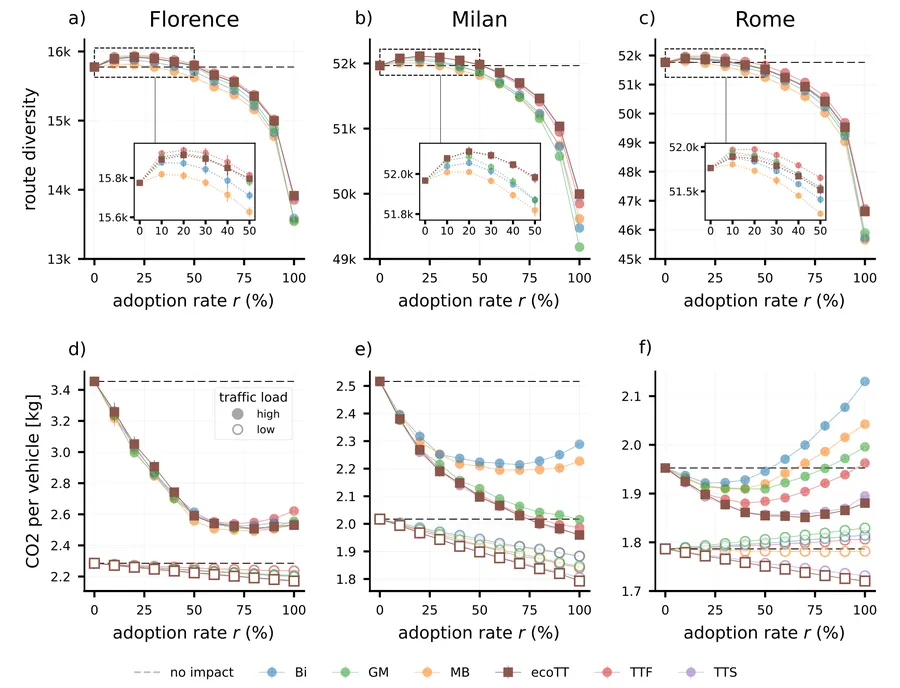 a) Florence
b) Milan
c) Rome
route diversity
16k
15k
14k
13k
15.8k
15.6k
0 10 20 30 40 50
0 25 50 75 100
adoption rate r (%)
52k
51k
50k
49k
52.0k
51.8k
0 10 20 30 40 50
0 25 50 75 100
adoption rate r (%)
52k
51k
50k
49k
48k
47k
46k
45k
52.0k
51.5k
0 10 20 30 40 50
0 25 50 75 100
adoption rate r (%)
d)
e)
f)
CO2 per vehicle [kg]
3.4
3.2
3.0
2.8
2.6
2.4
2.2
traffic load
high
low
0 25 50 75 100
adoption rate r (%)
2.5
2.4
2.3
2.2
2.1
2.0
1.9
1.8
0 25 50 75 100
adoption rate r (%)
2.1
2.0
1.9
1.8
1.7
0 25 50 75 100
adoption rate r (%)
no impact Bi GM MB ecoTT TTF TTS